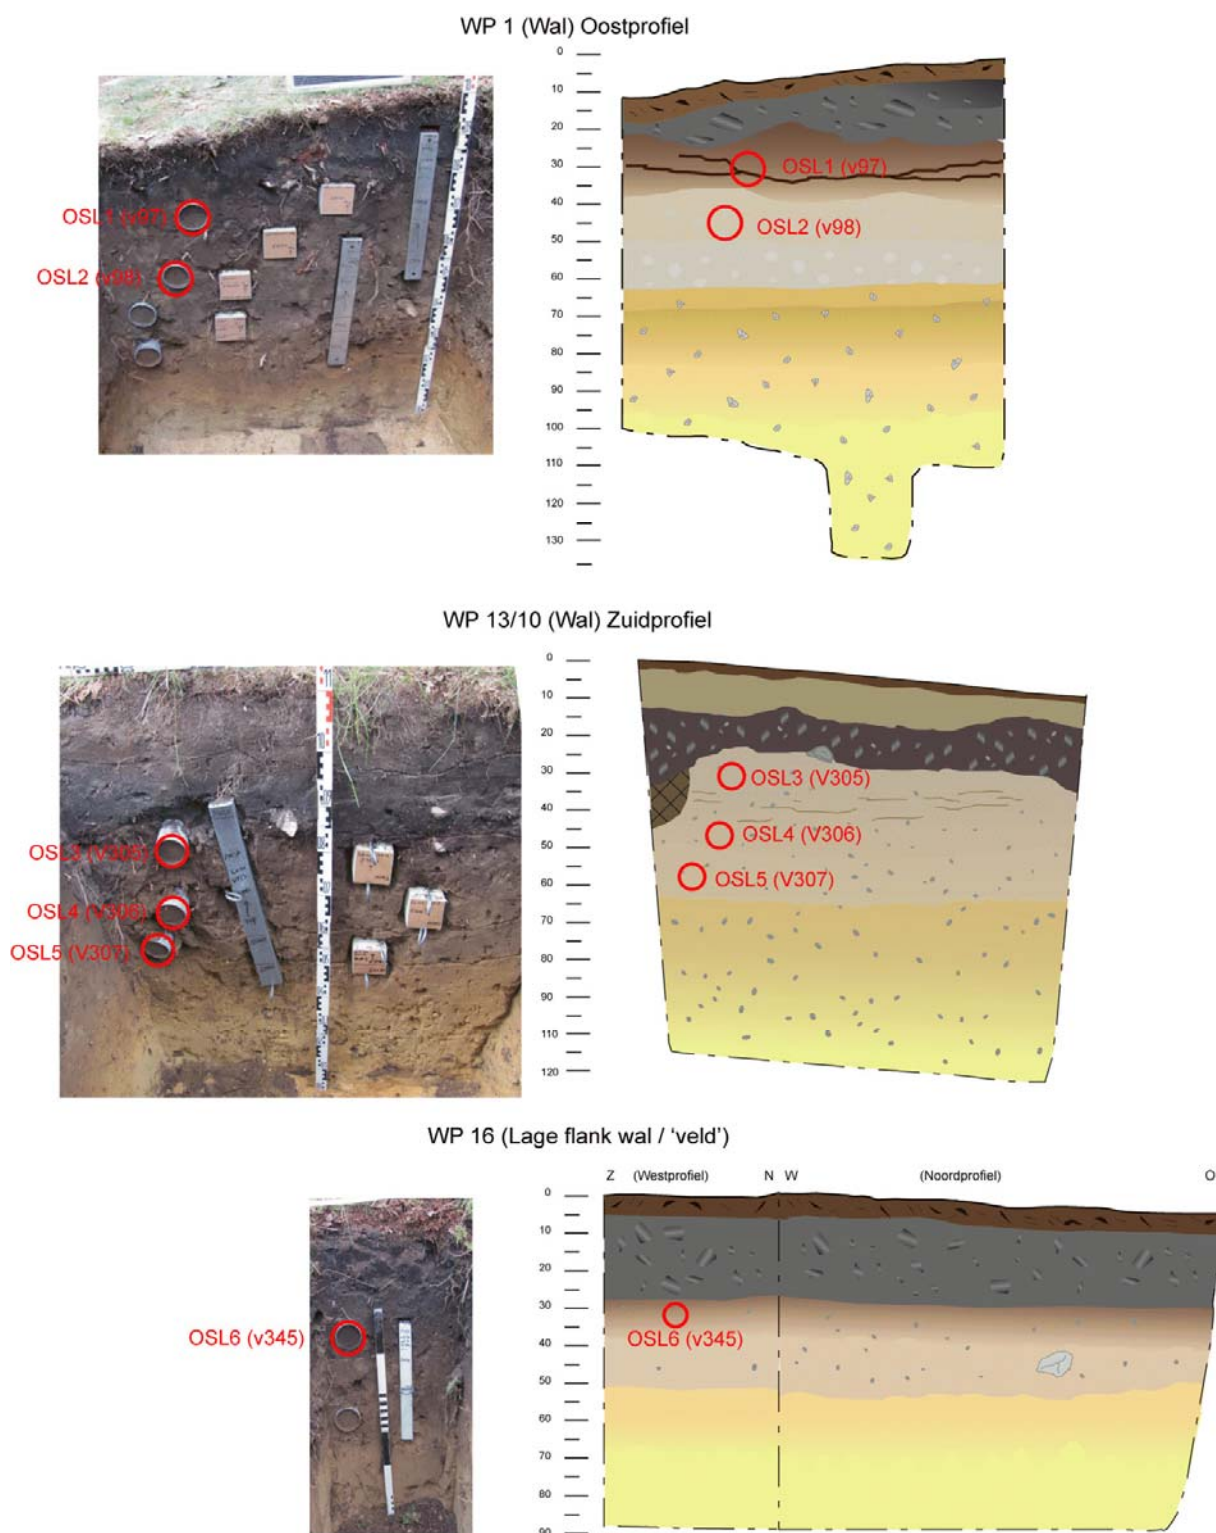 WP 1 (Wal) Oostprofiel
0
10
20
30
40
50
60
70
80
90
100
110
120
130
OSL1 (v97)
OSL2 (v98)
OSL1 (v97)
OSL2 (v98)
WP 13/10 (Wal) Zuidprofiel
0
10
20
30
40
50
60
70
80
90
100
110
120
OSL3 (V305)
OSL4 (V306)
OSL5 (V307)
OSL3 (V305)
OSL4 (V306)
OSL5 (V307)
WP 16 (Lage flank wal / 'veld')
Z (Westprofiel) N W (Noordprofiel) O
0
10
20
30
40
50
60
70
80
90
OSL6 (v345)
OSL6 (v345)